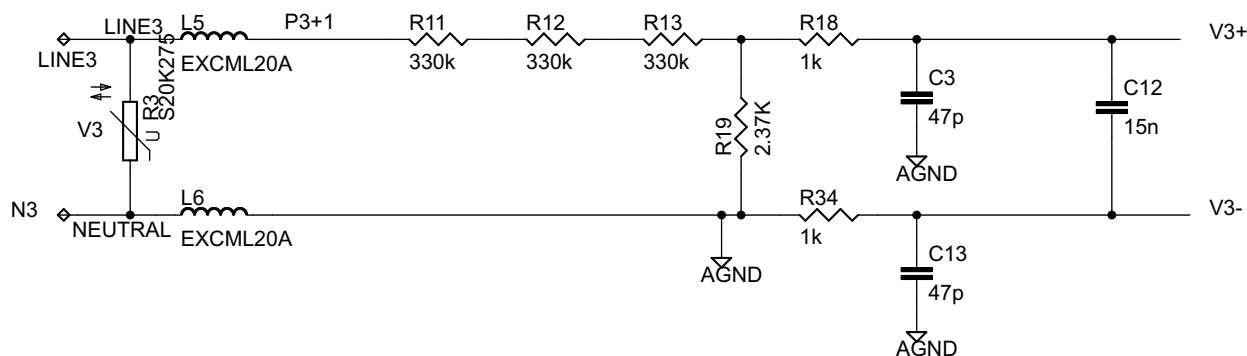 L5
LINE3
P3+1
R11
R12
R13
R18
V3+
LINE3
EXCML20A
330k
330k
330k
1k
R3
S20K275
V3
U
R19
2.37K
C3
47p
C12
15n
AGND
L6
N3
NEUTRAL
EXCML20A
R34
1k
V3-
AGND
C13
47p
AGND